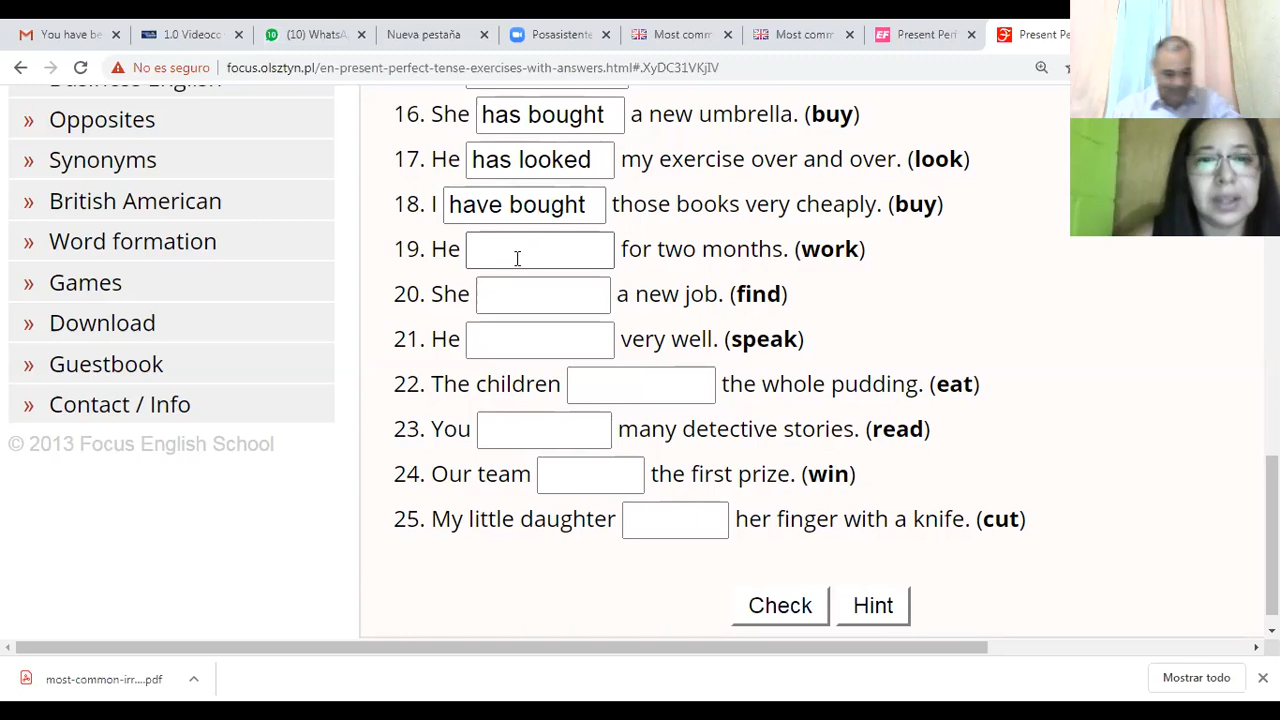 You have be
1.0 Videocc
(10) WhatsA
Nueva pestaña
Posasistente
Most comm
Most comm
EF Present Perf
Present Pe
No es seguro focus.olsztyn.pl/en-present-perfect-tense-exercises-with-answers.html#.XyDC31VKjIV
Business English
» Opposites
» Synonyms
» British American
» Word formation
» Games
» Download
» Guestbook
» Contact / Info
© 2013 Focus English School
16. She has bought a new umbrella. (buy)
17. He has looked my exercise over and over. (look)
18. I have bought those books very cheaply. (buy)
19. He for two months. (work)
20. She a new job. (find)
21. He very well. (speak)
22. The children the whole pudding. (eat)
23. You many detective stories. (read)
24. Our team the first prize. (win)
25. My little daughter her finger with a knife. (cut)
Check Hint
most-common-irr....pdf
Mostrar todo